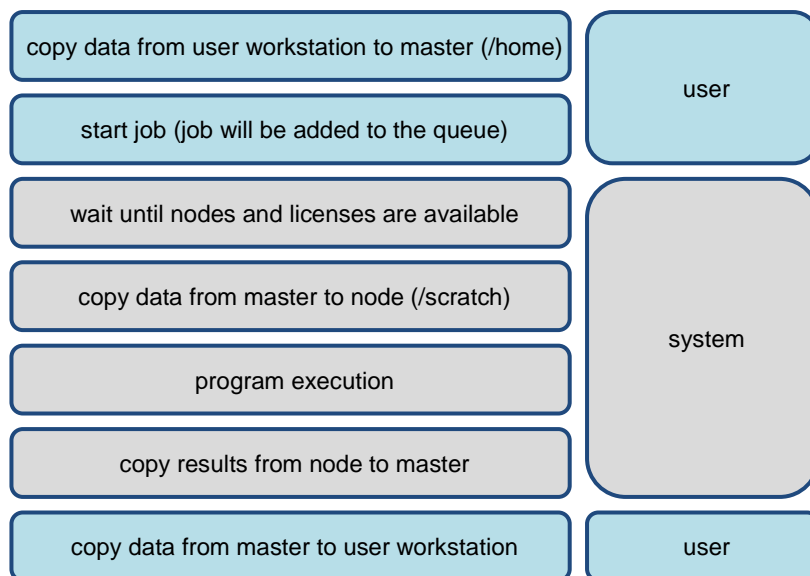 copy data from user workstation to master (/home)
user
start job (job will be added to the queue)
wait until nodes and licenses are available
copy data from master to node (/scratch)
system
program execution
copy results from node to master
copy data from master to user workstation
user